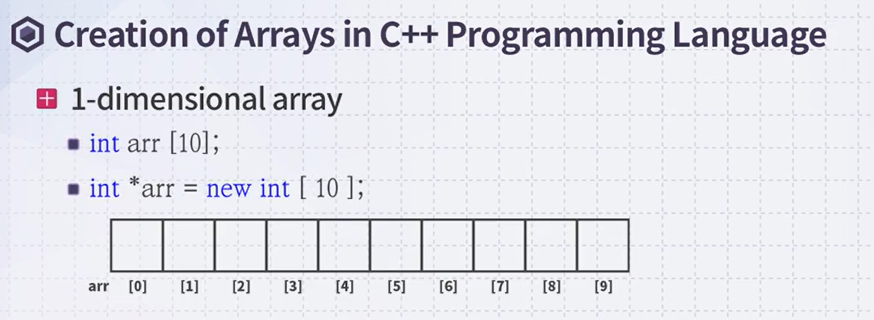 Creation of Arrays in C++ Programming Language
1-dimensional array
int arr [10];
int *arr = new int [ 10 ];
arr [0] [1] [2] [3] [4] [5] [6] [7] [8] [9]